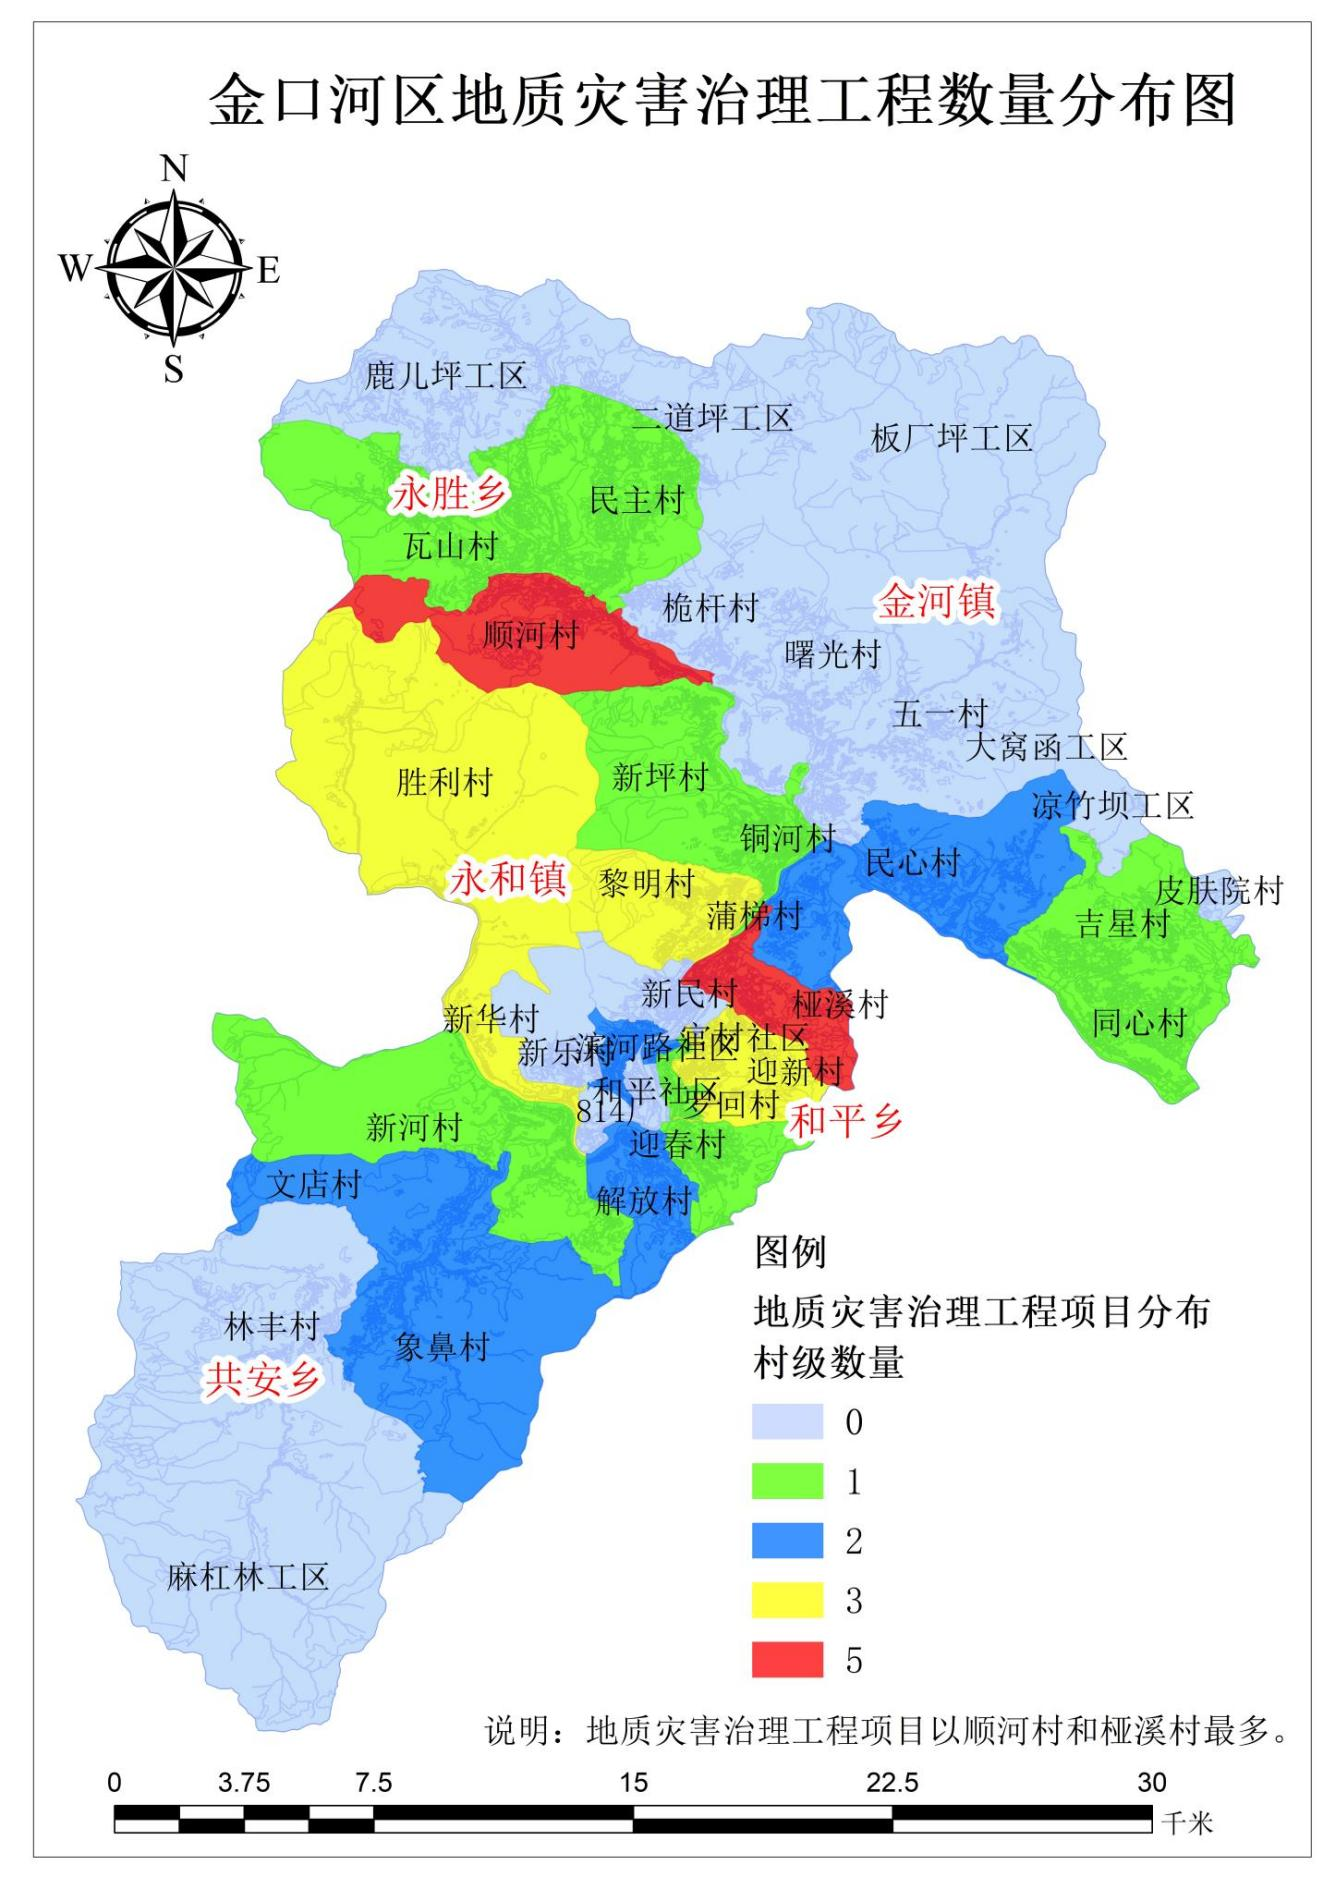 金口河区地质灾害治理工程数量分布图
N
W
E
S
鹿儿坪工区
二道坪工区
板厂坪工区
永胜乡
民主村
瓦山村
桅杆村
金河镇
顺河村
曙光村
五一村
大窝函工区
胜利村
新坪村
凉竹坝工区
铜河村
民心村
永和镇
黎明村
皮肤院村
蒲梯村
吉星村
新民村
桠溪村
新华村
同心村
官村社区
新乐村
滨河路社区
迎新村
和平社区
814)
罗回村
和平乡
新河村
迎春村
文店村
解放村
图例
地质灾害治理工程项目分布
村级数量
林丰村
象鼻村
共安乡
0
1
2
麻杠林工区
3
5
说明：地质灾害治理工程项目以顺河村和桠溪村最多。
0 3.75 7.5 15 22.5 30
千米